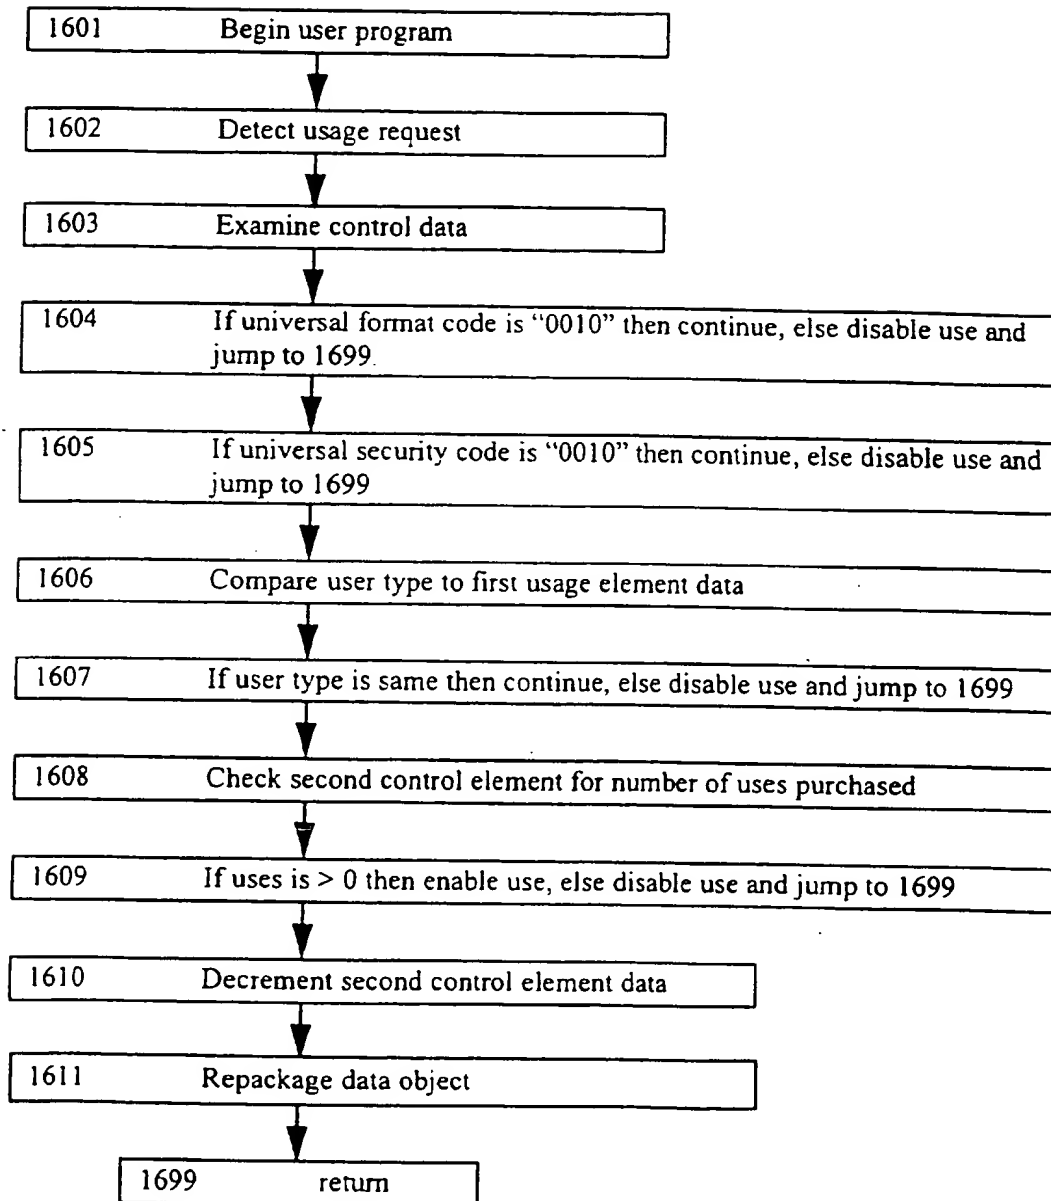 1601 Begin user program
1602 Detect usage request
1603 Examine control data
1604 If universal format code is “0010” then continue, else disable use and
jump to 1699.
1605 If universal security code is “0010” then continue, else disable use and
jump to 1699
1606 Compare user type to first usage element data
1607 If user type is same then continue, else disable use and jump to 1699
1608 Check second control element for number of uses purchased
1609 If uses is > 0 then enable use, else disable use and jump to 1699
1610 Decrement second control element data
1611 Repackage data object
1699 return